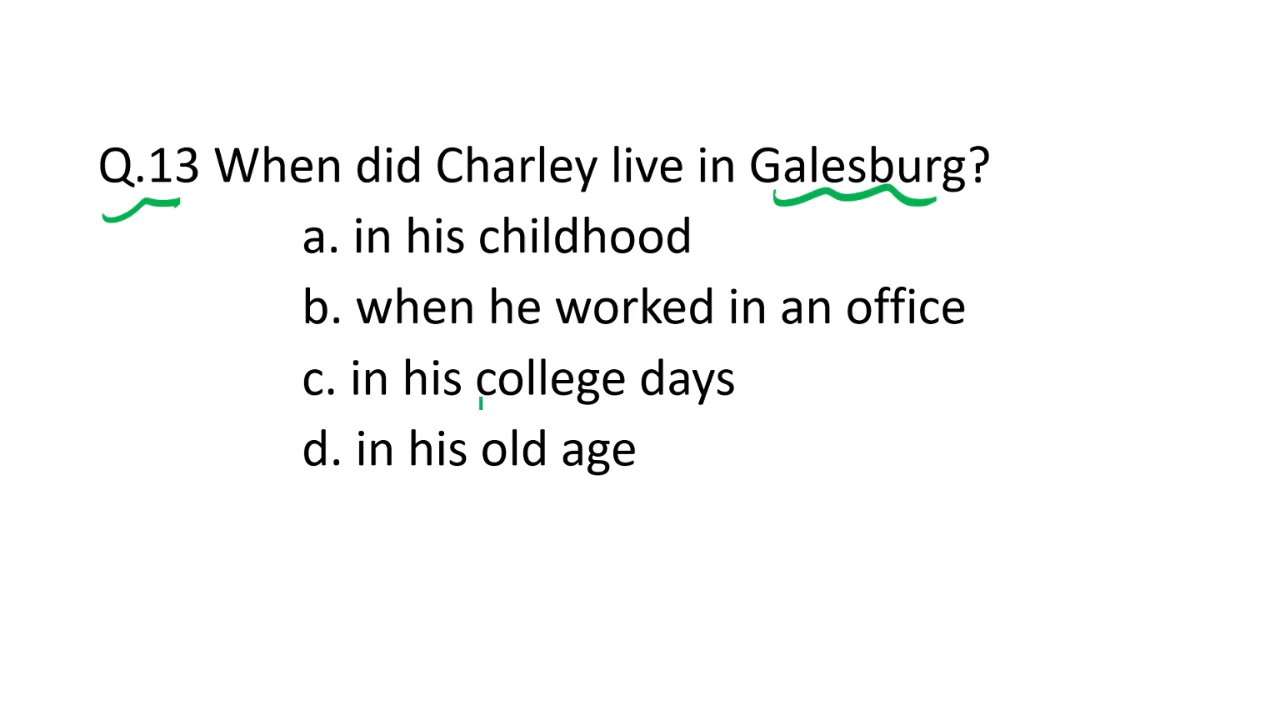 Q.13 When did Charley live in Galesburg?
a. in his childhood
b. when he worked in an office
c. in his college days
d. in his old age